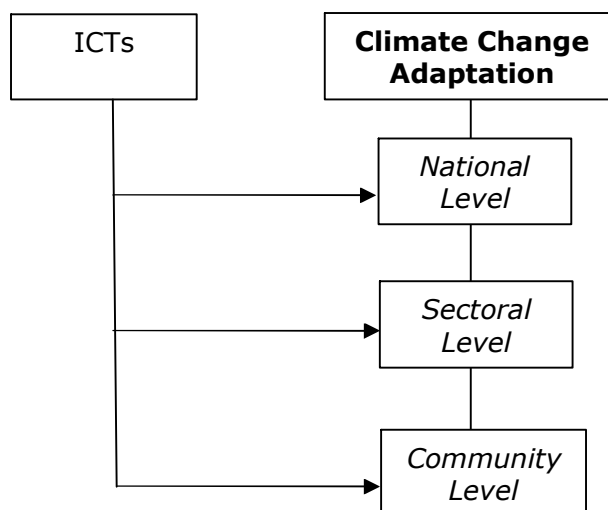 ICTs
Climate Change
Adaptation
National
Level
Sectoral
Level
Community
Level